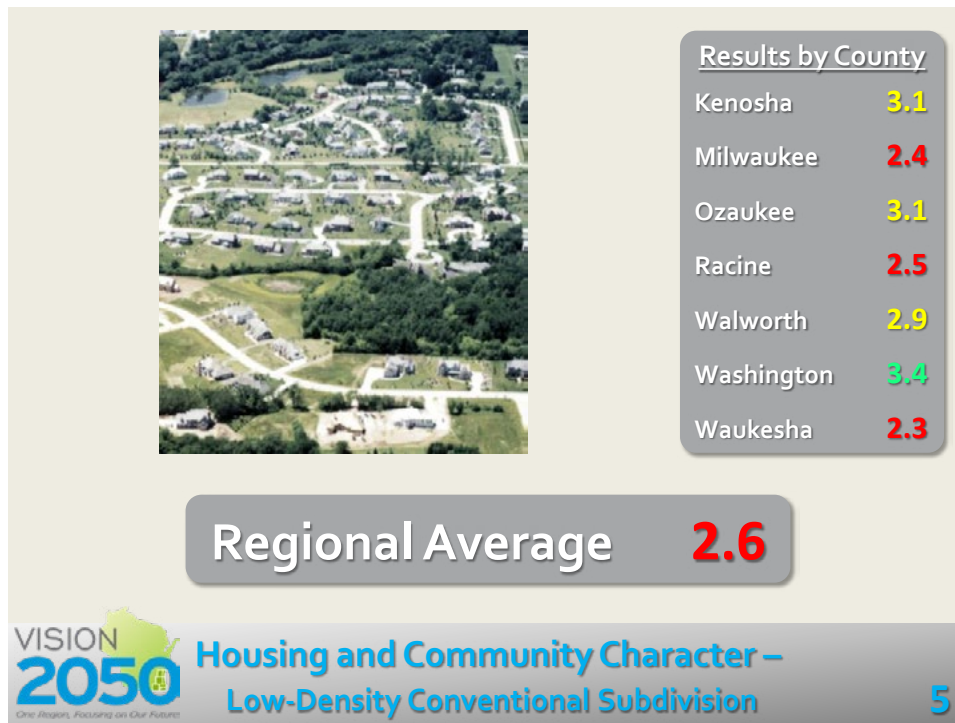 Results by County
Kenosha 3.1
Milwaukee 2.4
Ozaukee 3.1
Racine 2.5
Walworth 2.9
Washington 3.4
Waukesha 2.3
Regional Average 2.6
VISION
2050
One Region, Focusing on Our Future
Housing and Community Character –
Low-Density Conventional Subdivision
5